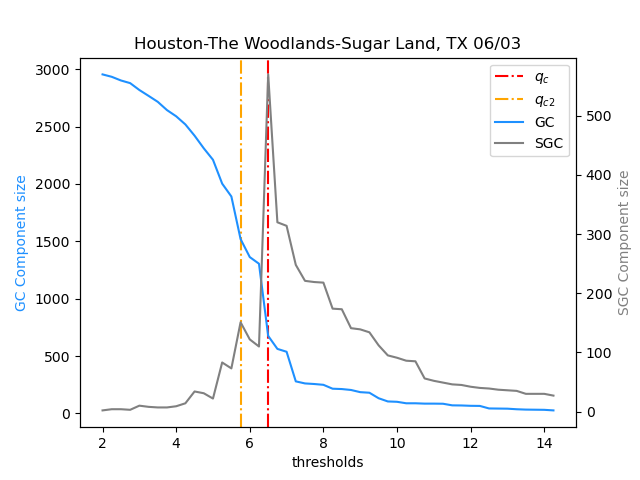 Houston-The Woodlands-Sugar Land, TX 06/03
3000
2500
2000
1500
1000
500
0
GC Component size
500
400
300
200
100
0
SGC Component size
q_c
q_c2
GC
SGC
2 4 6 8 10 12 14
thresholds